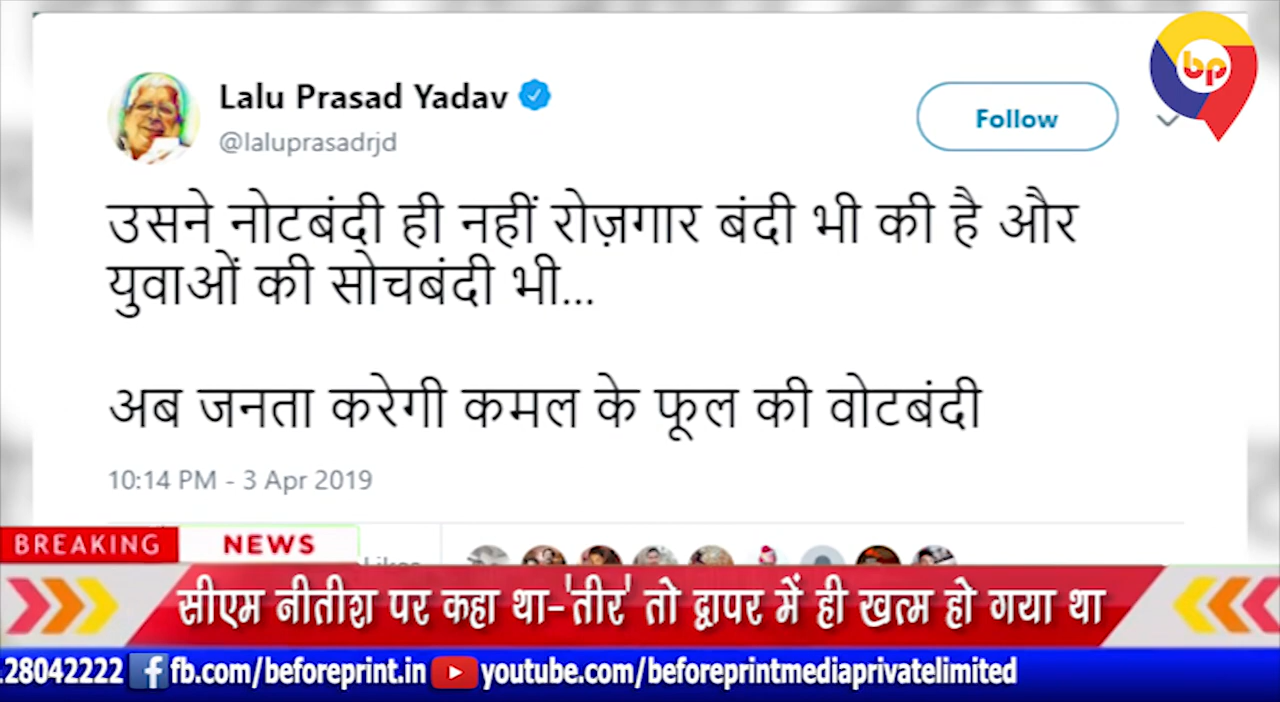 bp
Lalu Prasad Yadav
@laluprasadrjd
Follow
उसने नोटबंदी ही नहीं रोज़गार बंदी भी की है और
युवाओं की सोचबंदी भी...
अब जनता करेगी कमल के फूल की वोटबंदी
10:14 PM - 3 Apr 2019
BREAKING NEWS
सीएम नीतीश पर कहा था-'तीर' तो द्वापर में ही खत्म हो गया था
.28042222 fb.com/beforeprint.in youtube.com/beforeprintmediaprivatelimited